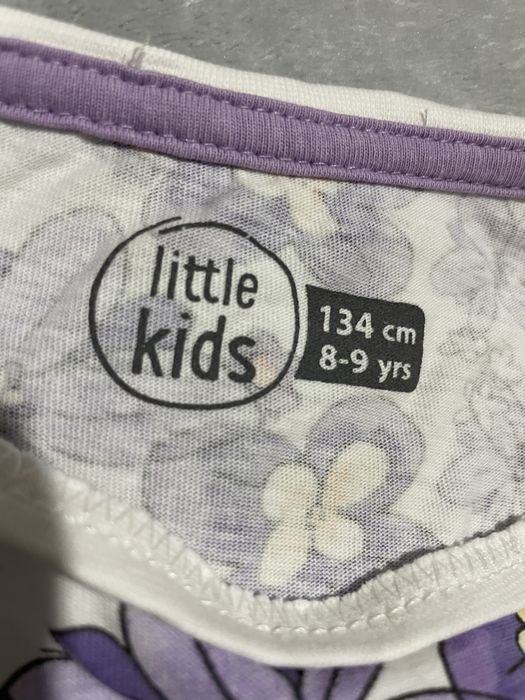 little
kids
134 cm
8-9 yrs